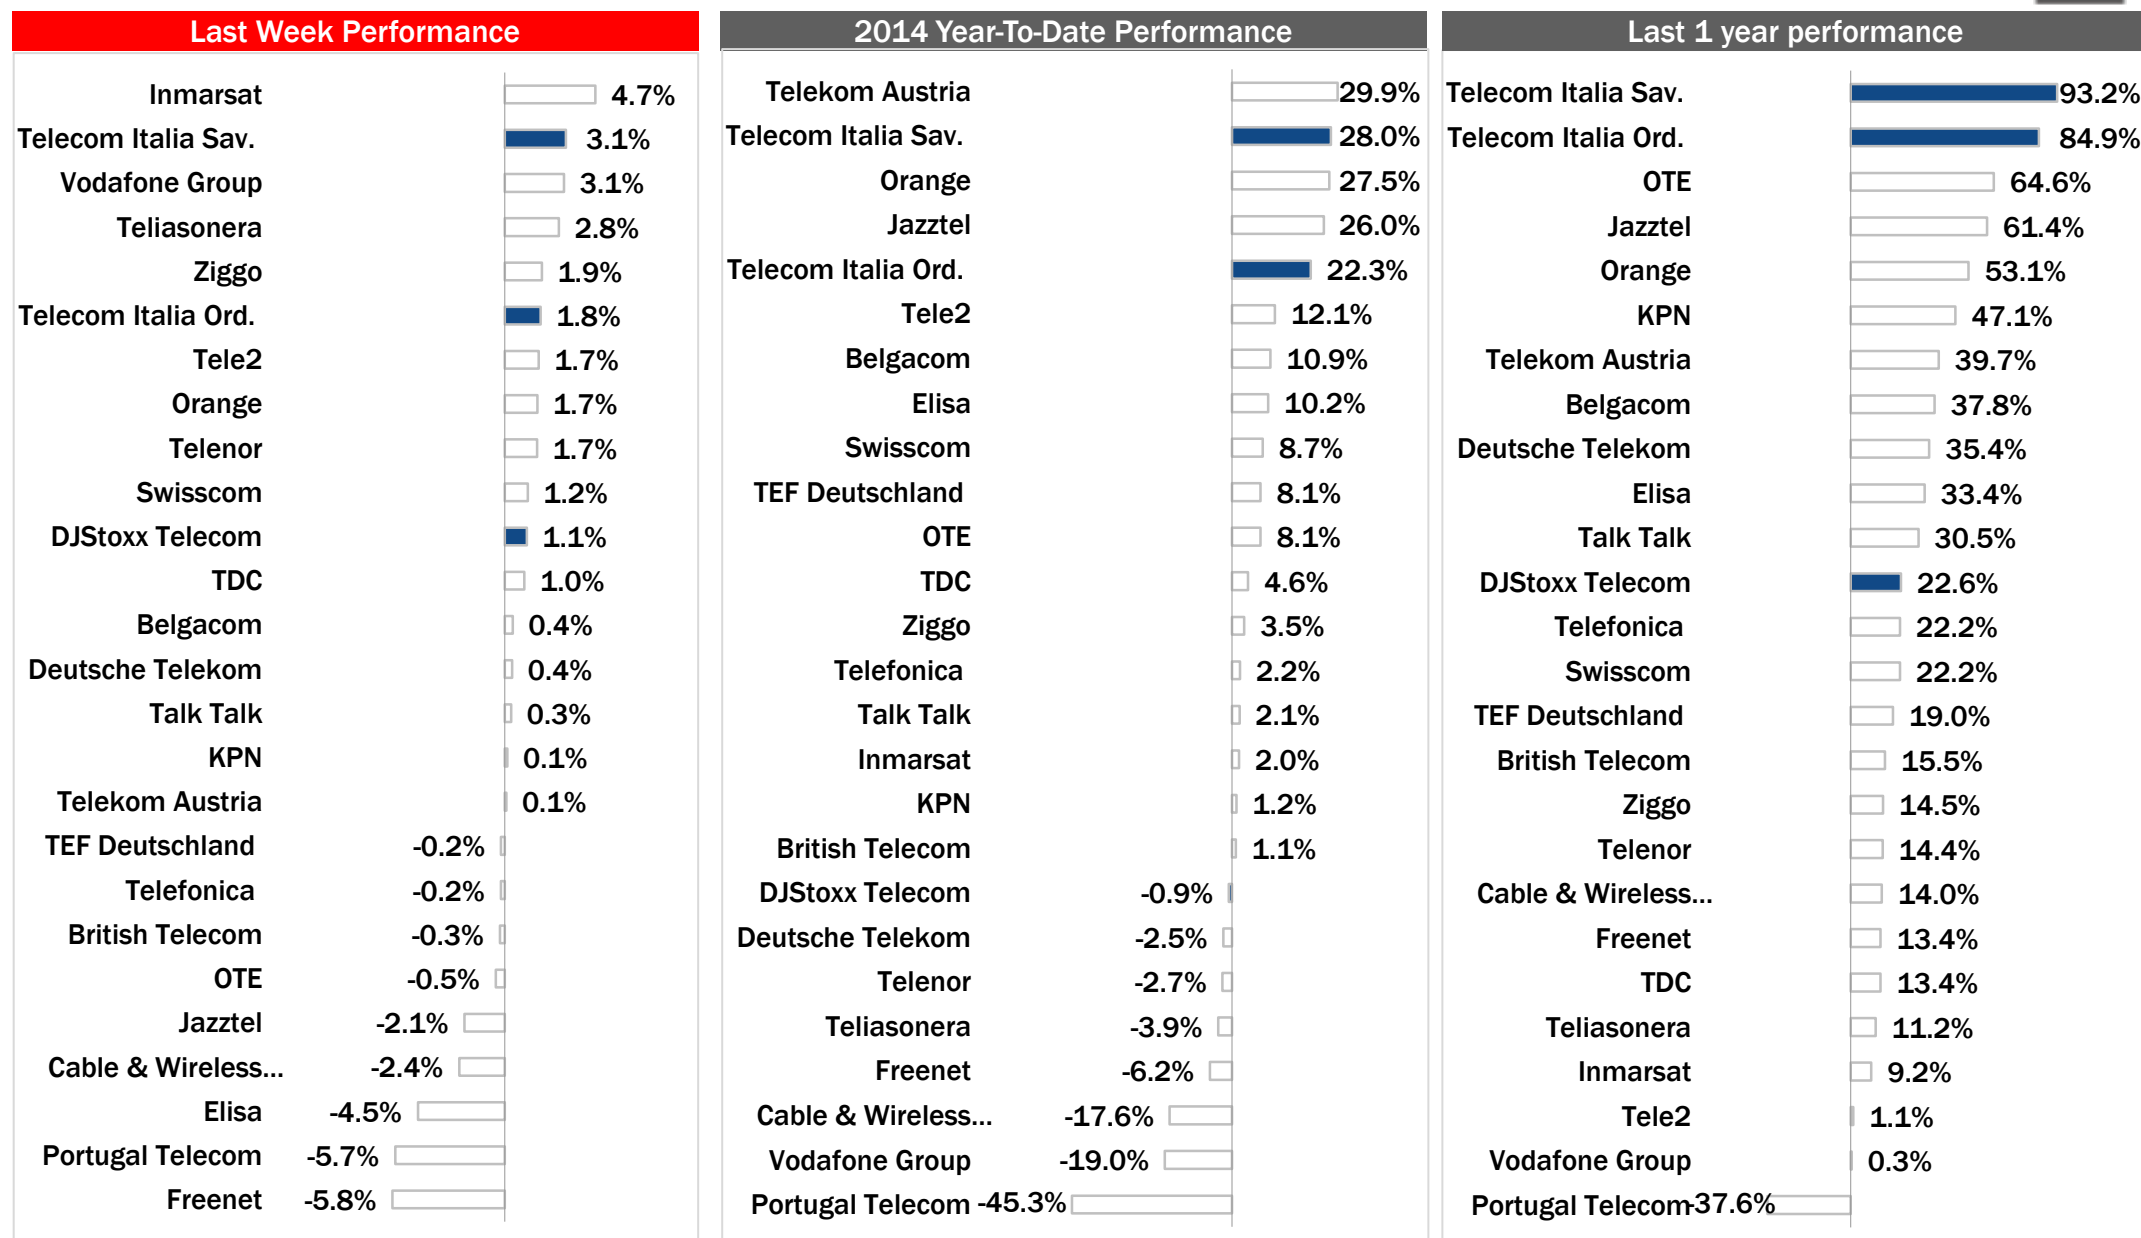 Last Week Performance
Inmarsat 4.7%
Telecom Italia Sav. 3.1%
Vodafone Group 3.1%
Teliasonera 2.8%
Ziggo 1.9%
Telecom Italia Ord. 1.8%
Tele2 1.7%
Orange 1.7%
Telenor 1.7%
Swisscom 1.2%
DJStoxx Telecom 1.1%
TDC 1.0%
Belgacom 0.4%
Deutsche Telekom 0.4%
Talk Talk 0.3%
KPN 0.1%
Telekom Austria 0.1%
TEF Deutschland -0.2%
Telefonica -0.2%
British Telecom -0.3%
OTE -0.5%
Jazztel -2.1%
Cable & Wireless... -2.4%
Elisa -4.5%
Portugal Telecom -5.7%
Freenet -5.8%
2014 Year-To-Date Performance
Telekom Austria 29.9%
Telecom Italia Sav. 28.0%
Orange 27.5%
Jazztel 26.0%
Telecom Italia Ord. 22.3%
Tele2 12.1%
Belgacom 10.9%
Elisa 10.2%
Swisscom 8.7%
TEF Deutschland 8.1%
OTE 8.1%
TDC 4.6%
Ziggo 3.5%
Telefonica 2.2%
Talk Talk 2.1%
Inmarsat 2.0%
KPN 1.2%
British Telecom 1.1%
DJStoxx Telecom -0.9%
Deutsche Telekom -2.5%
Telenor -2.7%
Teliasonera -3.9%
Freenet -6.2%
Cable & Wireless... -17.6%
Vodafone Group -19.0%
Portugal Telecom -45.3%
Last 1 year performance
Telecom Italia Sav. 93.2%
Telecom Italia Ord. 84.9%
OTE 64.6%
Jazztel 61.4%
Orange 53.1%
KPN 47.1%
Telekom Austria 39.7%
Belgacom 37.8%
Deutsche Telekom 35.4%
Elisa 33.4%
Talk Talk 30.5%
DJStoxx Telecom 22.6%
Telefonica 22.2%
Swisscom 22.2%
TEF Deutschland 19.0%
British Telecom 15.5%
Ziggo 14.5%
Telenor 14.4%
Cable & Wireless... 14.0%
Freenet 13.4%
TDC 13.4%
Teliasonera 11.2%
Inmarsat 9.2%
Tele2 1.1%
Vodafone Group 0.3%
Portugal Telecom -37.6%